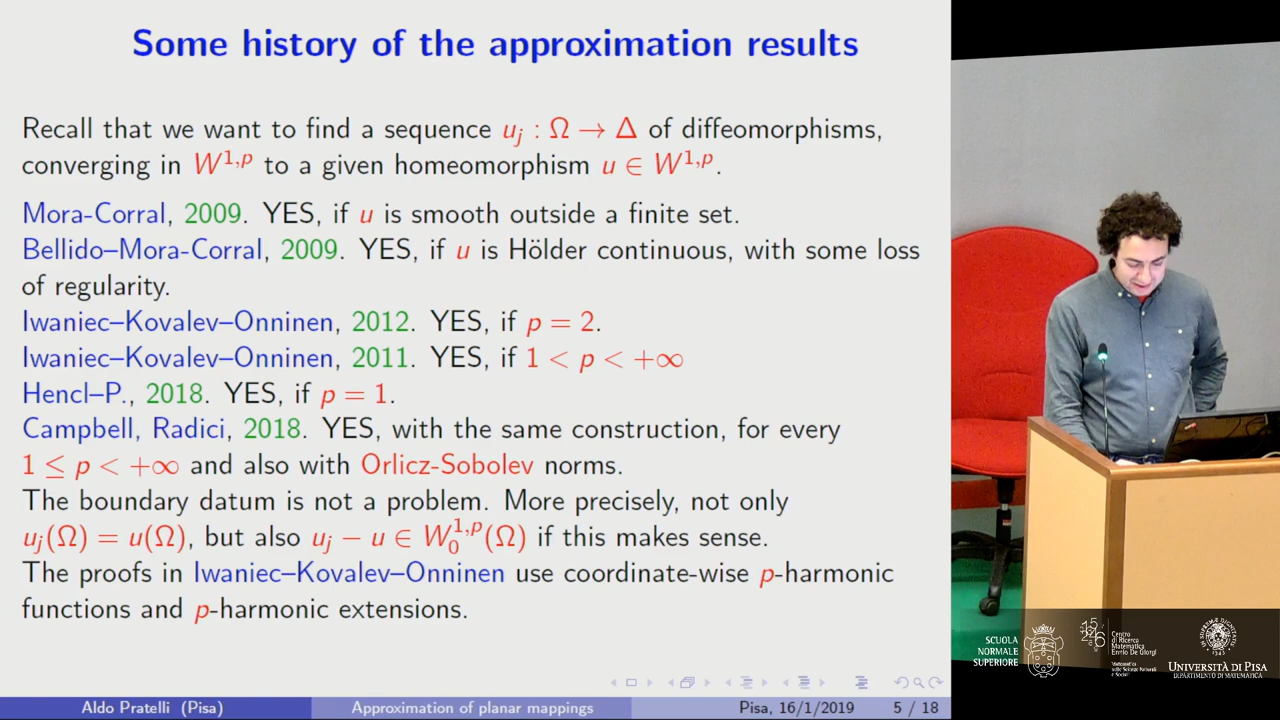 Some history of the approximation results
Recall that we want to find a sequence u_j : Ω → Δ of diffeomorphisms,
converging in W^{1,p} to a given homeomorphism u ∈ W^{1,p}.
Mora-Corral, 2009. YES, if u is smooth outside a finite set.
Bellido–Mora-Corral, 2009. YES, if u is Hölder continuous, with some loss
of regularity.
Iwaniec–Kovalev–Onninen, 2012. YES, if p = 2.
Iwaniec–Kovalev–Onninen, 2011. YES, if 1 < p < +∞
Hencl–P., 2018. YES, if p = 1.
Campbell, Radici, 2018. YES, with the same construction, for every
1 ≤ p < +∞ and also with Orlicz-Sobolev norms.
The boundary datum is not a problem. More precisely, not only
u_j(Ω) = u(Ω), but also u_j − u ∈ W_0^{1,p}(Ω) if this makes sense.
The proofs in Iwaniec–Kovalev–Onninen use coordinate-wise p-harmonic
functions and p-harmonic extensions.
Aldo Pratelli (Pisa) Approximation of planar mappings Pisa, 16/1/2019 5 / 18
SCUOLA
NORMALE
SUPERIORE
Centro
di Ricerca
Matematica
Ennio De Giorgi
UNIVERSITÀ DI PISA
DIPARTIMENTO DI MATEMATICA